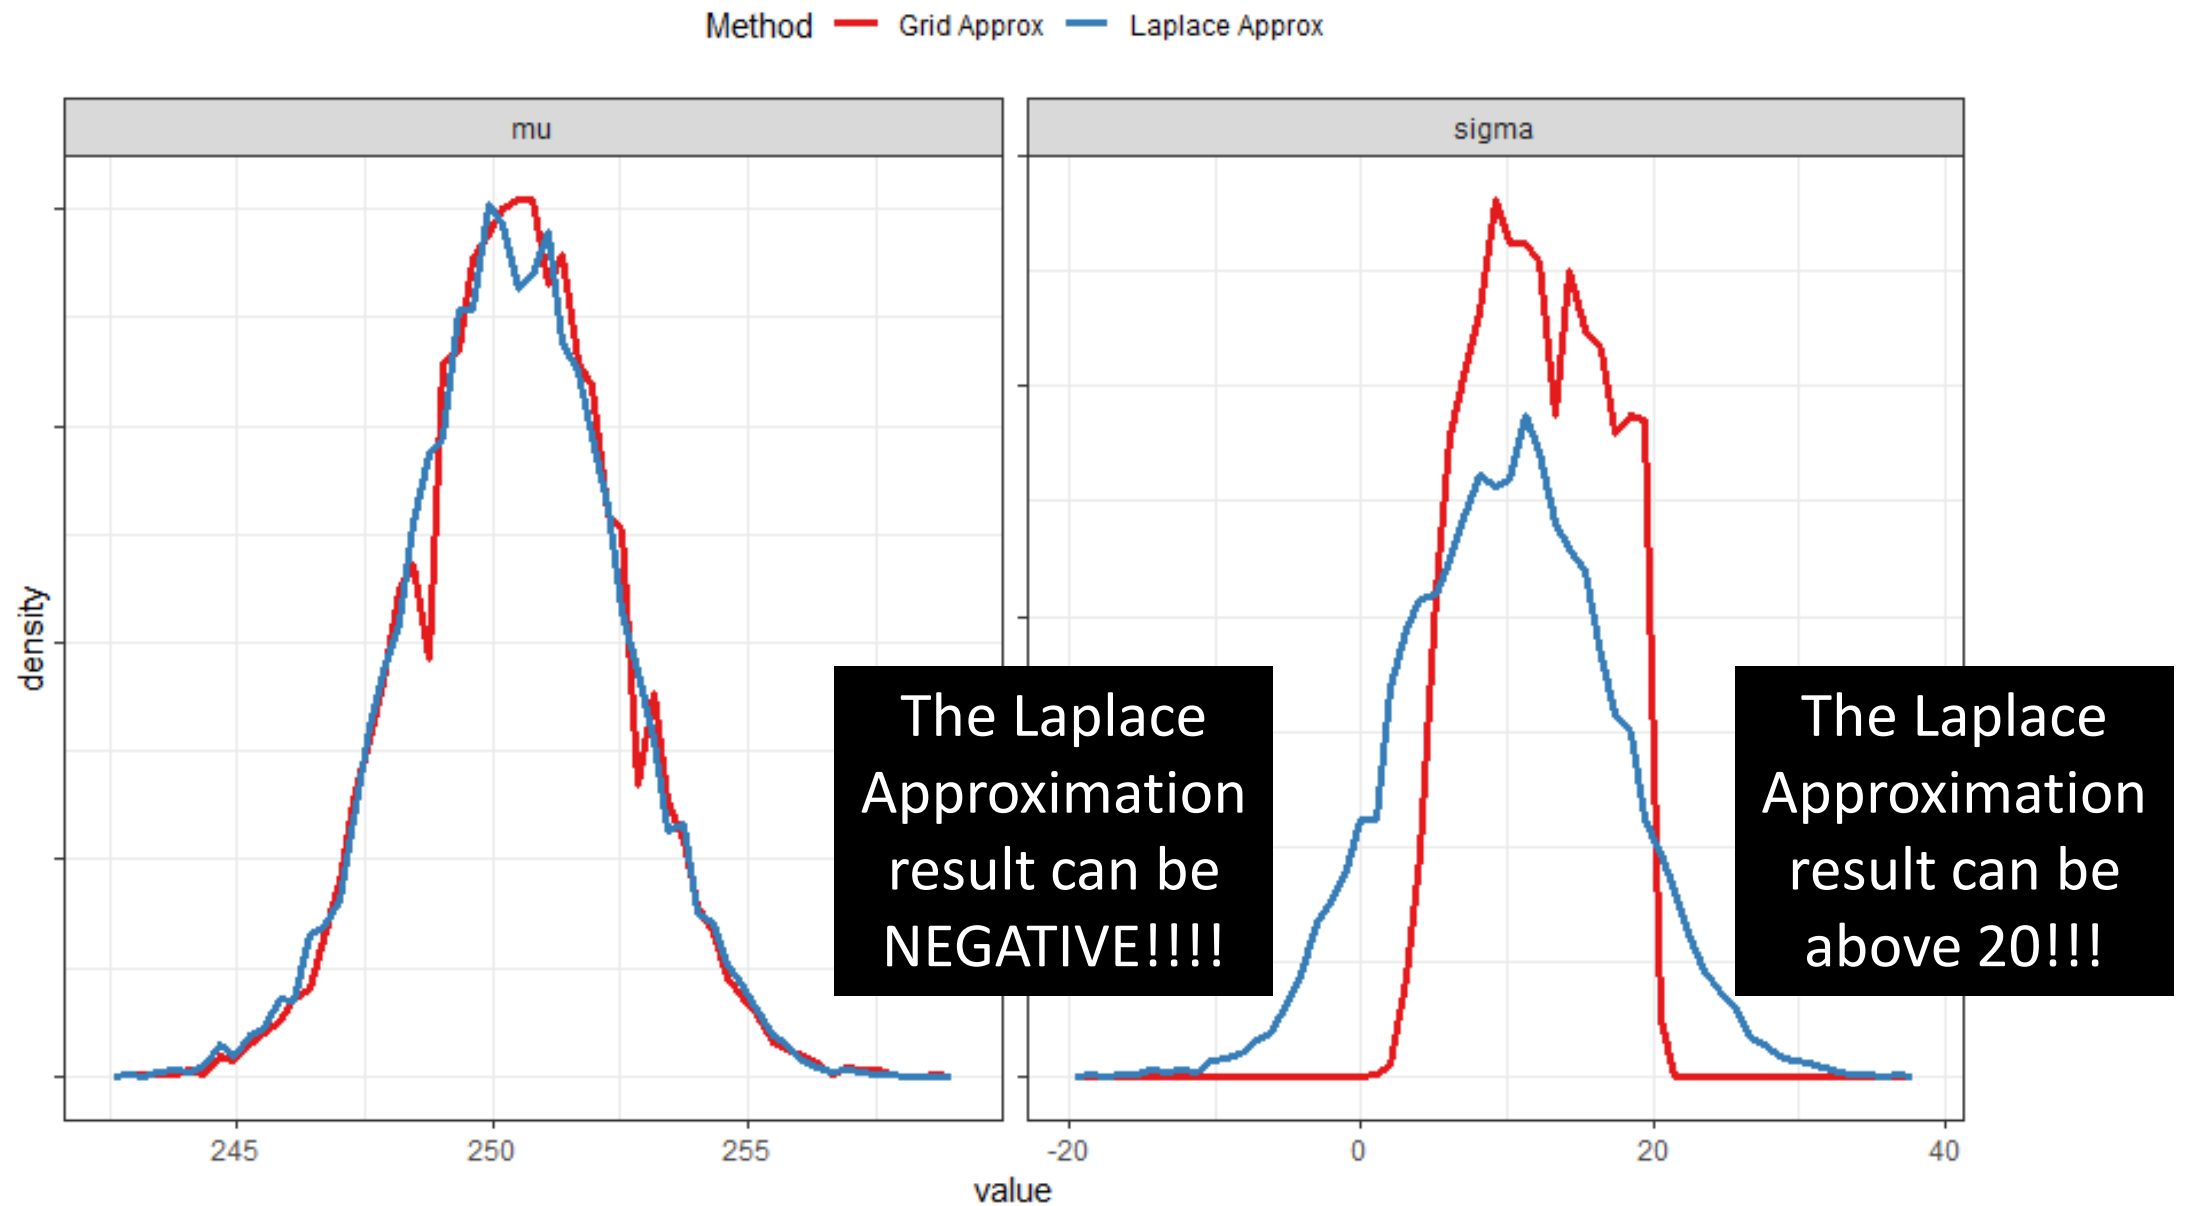 Method Grid Approx Laplace Approx
mu
sigma
density
The Laplace
Approximation
result can be
NEGATIVE!!!!
The Laplace
Approximation
result can be
above 20!!!
245 250 255
-20 0 20 40
value